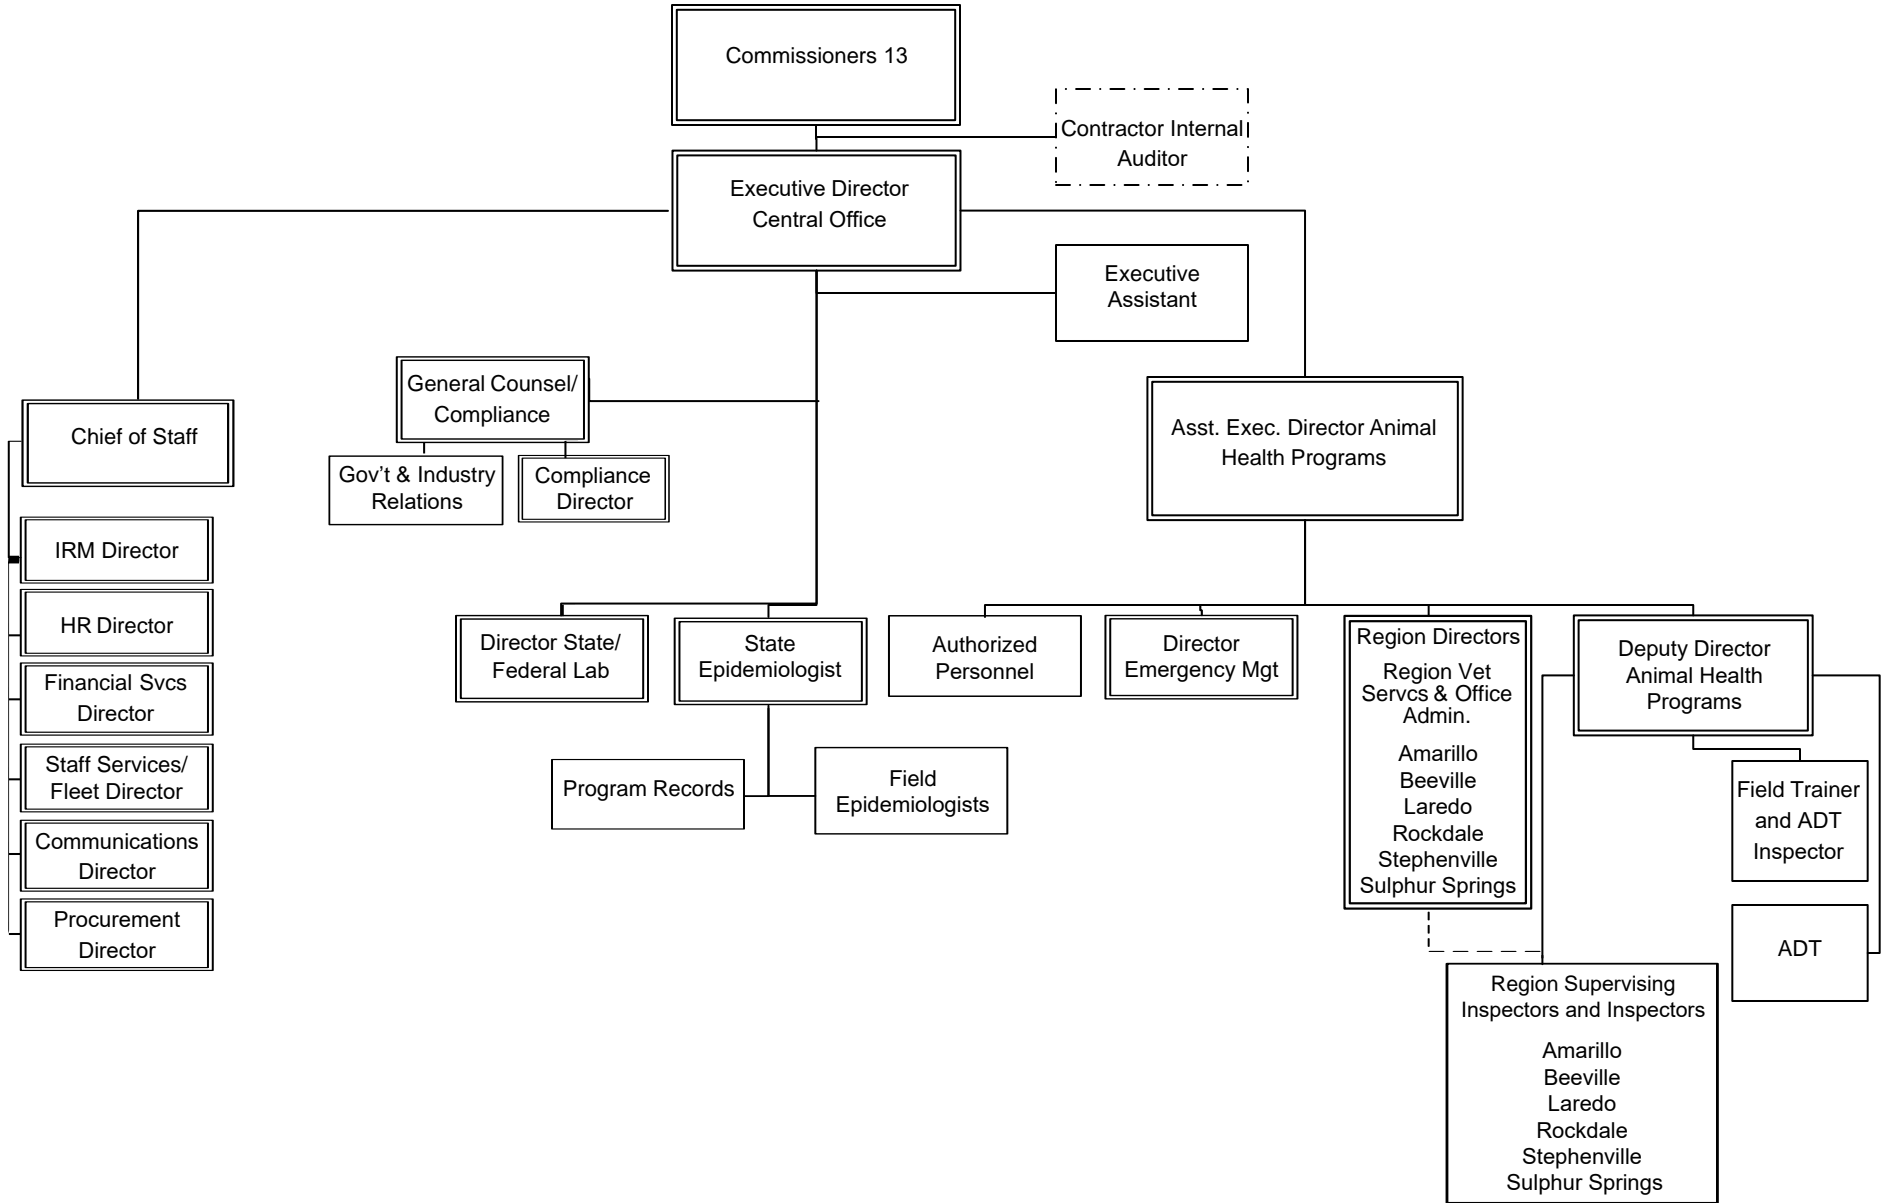 Commissioners 13
Contractor Internal
Auditor
Executive Director
Central Office
Executive
Assistant
General Counsel/
Compliance
Gov’t & Industry
Relations
Compliance
Director
Chief of Staff
IRM Director
HR Director
Financial Svcs
Director
Staff Services/
Fleet Director
Communications
Director
Procurement
Director
Asst. Exec. Director Animal
Health Programs
Director State/
Federal Lab
State
Epidemiologist
Program Records
Field
Epidemiologists
Authorized
Personnel
Director
Emergency Mgt
Region Directors
Region Vet
Servcs & Office
Admin.
Amarillo
Beeville
Laredo
Rockdale
Stephenville
Sulphur Springs
Deputy Director
Animal Health
Programs
Field Trainer
and ADT
Inspector
ADT
Region Supervising
Inspectors and Inspectors
Amarillo
Beeville
Laredo
Rockdale
Stephenville
Sulphur Springs